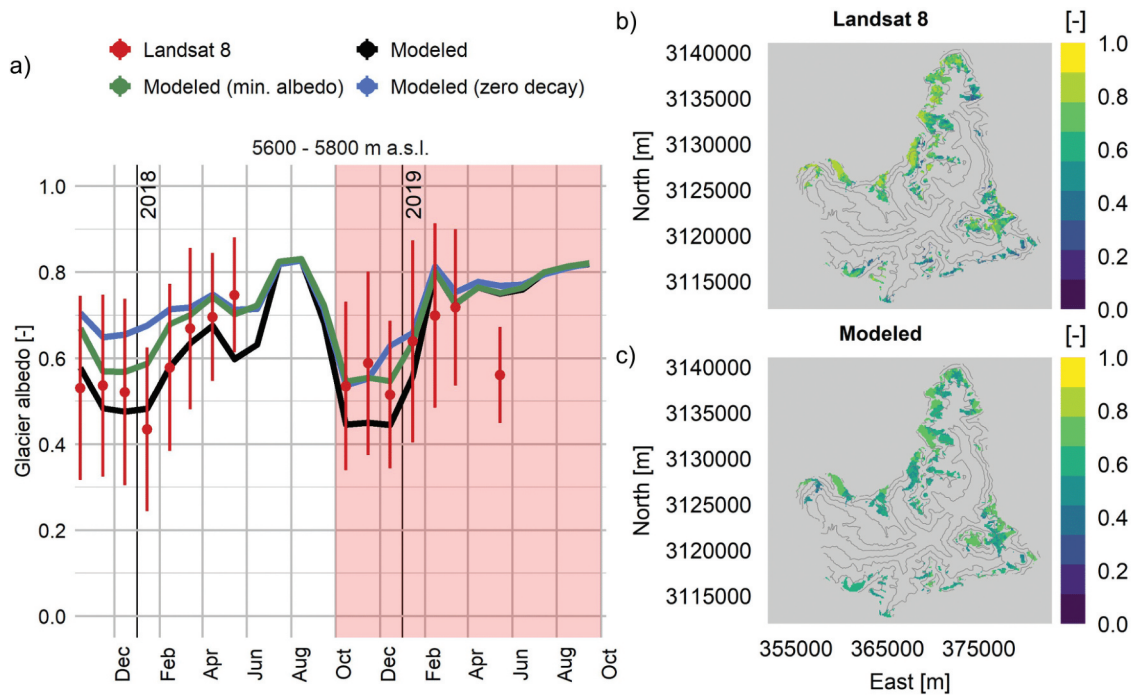 a)
Landsat 8
Modeled
Modeled (min. albedo)
Modeled (zero decay)
5600 - 5800 m a.s.l.
Glacier albedo [-]
1.0
0.8
0.6
0.4
0.2
0.0
2018
2019
Dec
Feb
Apr
Jun
Aug
Oct
Dec
Feb
Apr
Jun
Aug
Oct
b)
Landsat 8
[-]
North [m]
3140000
3135000
3130000
3125000
3120000
3115000
1.0
0.8
0.6
0.4
0.2
0.0
c)
Modeled
[-]
North [m]
3140000
3135000
3130000
3125000
3120000
3115000
1.0
0.8
0.6
0.4
0.2
0.0
355000 365000 375000
East [m]